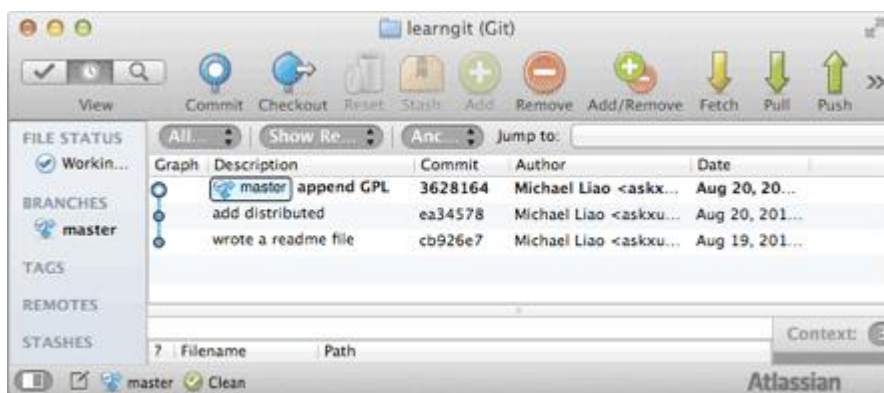 learngit (Git)
View Commit Checkout Reset Stash Add Remove Add/Remove Fetch Pull Push »
All... Show Re... Anc... Jump to:
FILE STATUS
Workin...
BRANCHES
master
TAGS
REMOTES
STASHES
Graph Description Commit Author Date
master append GPL 3628164 Michael Liao <askx... Aug 20, 20...
add distributed ea34578 Michael Liao <askxu... Aug 20, 201...
wrote a readme file cb926e7 Michael Liao <askxu... Aug 19, 201...
Context:
? Filename Path
master Clean Atlassian